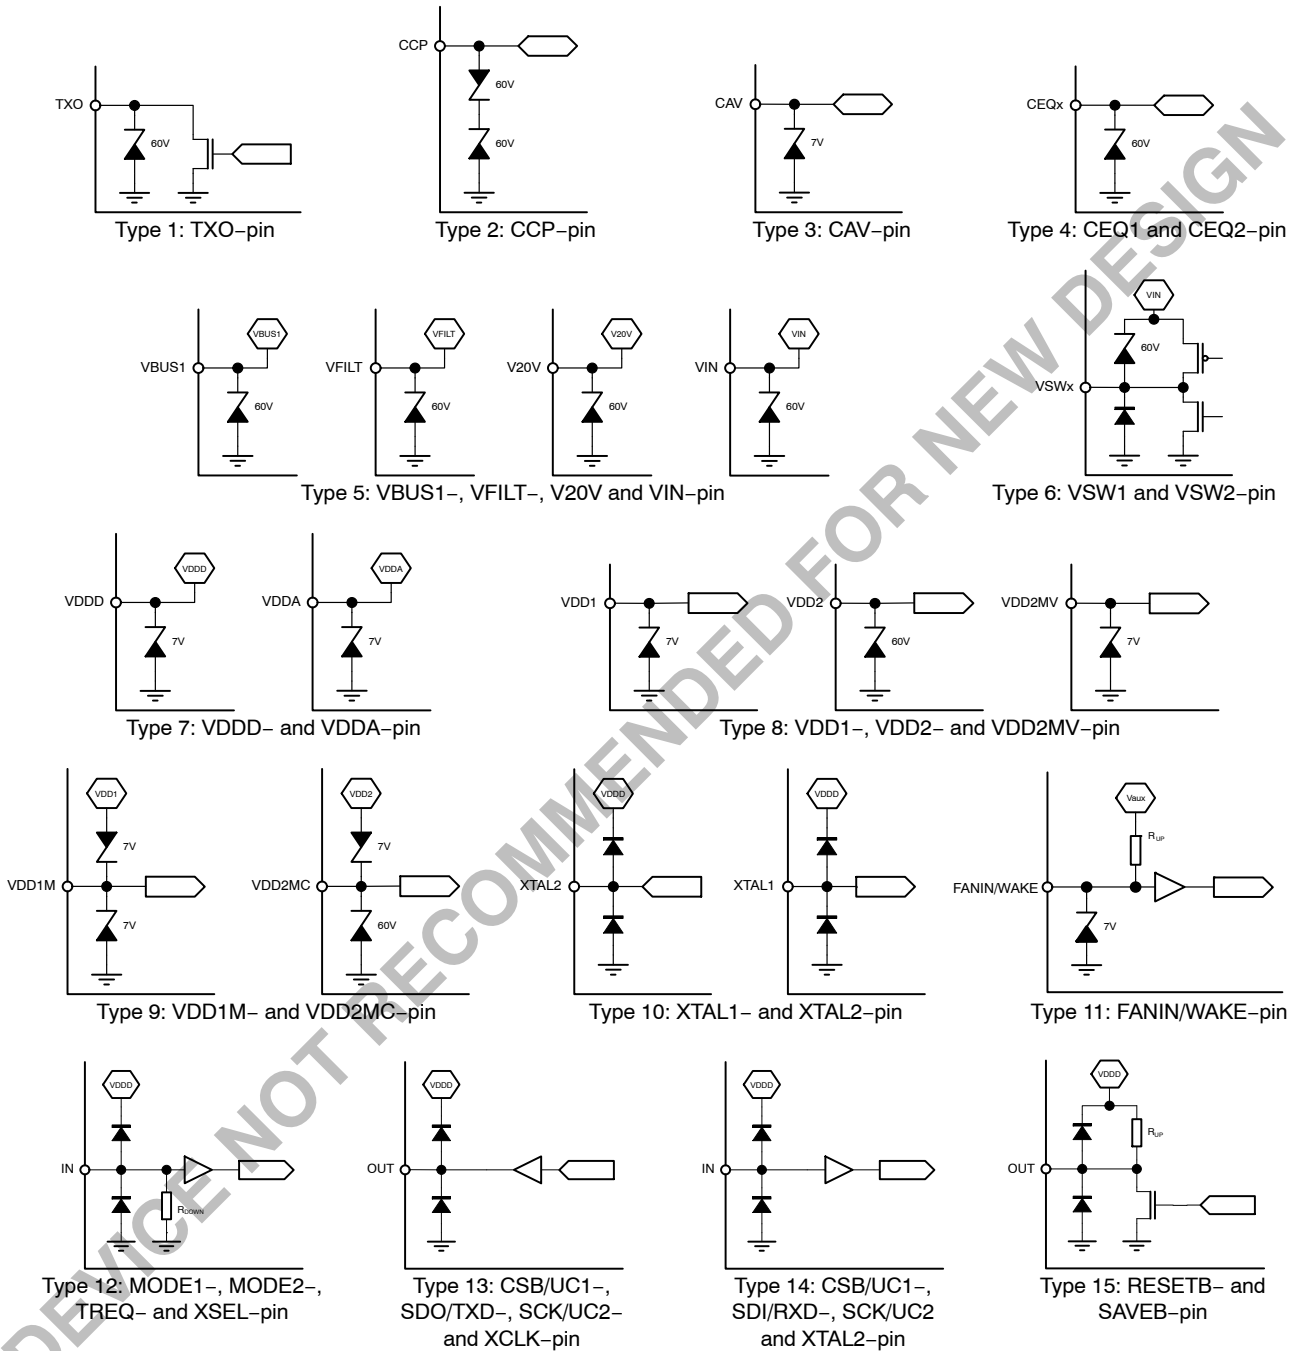 CCP
60V
60V
TXO
60V
CAV
7V
CEQx
60V
Type 1: TXO−pin
Type 2: CCP−pin
Type 3: CAV−pin
Type 4: CEQ1 and CEQ2−pin
VBUS1
VBUS1
60V
VFILT
VFILT
60V
V20V
V20V
60V
VIN
VIN
60V
VIN
60V
VSWx
Type 5: VBUS1−, VFILT−, V20V and VIN−pin
Type 6: VSW1 and VSW2−pin
VDDD
VDDD
7V
VDDA
VDDA
7V
VDD1
7V
VDD2
60V
VDD2MV
7V
Type 7: VDDD− and VDDA−pin
Type 8: VDD1−, VDD2− and VDD2MV−pin
VDD1
7V
VDD1M
7V
VDD2
7V
VDD2MC
60V
VDDD
XTAL2
VDDD
XTAL1
Vaux
RUP
FANIN/WAKE
7V
Type 9: VDD1M− and VDD2MC−pin
Type 10: XTAL1− and XTAL2−pin
Type 11: FANIN/WAKE−pin
VDDD
IN
RDOWN
VDDD
OUT
VDDD
IN
VDDD
RUP
OUT
Type 12: MODE1−, MODE2−,
TREQ− and XSEL−pin
Type 13: CSB/UC1−,
SDO/TXD−, SCK/UC2−
and XCLK−pin
Type 14: CSB/UC1−,
SDI/RXD−, SCK/UC2
and XTAL2−pin
Type 15: RESETB− and
SAVEB−pin
DEVICE NOT RECOMMENDED FOR NEW DESIGN